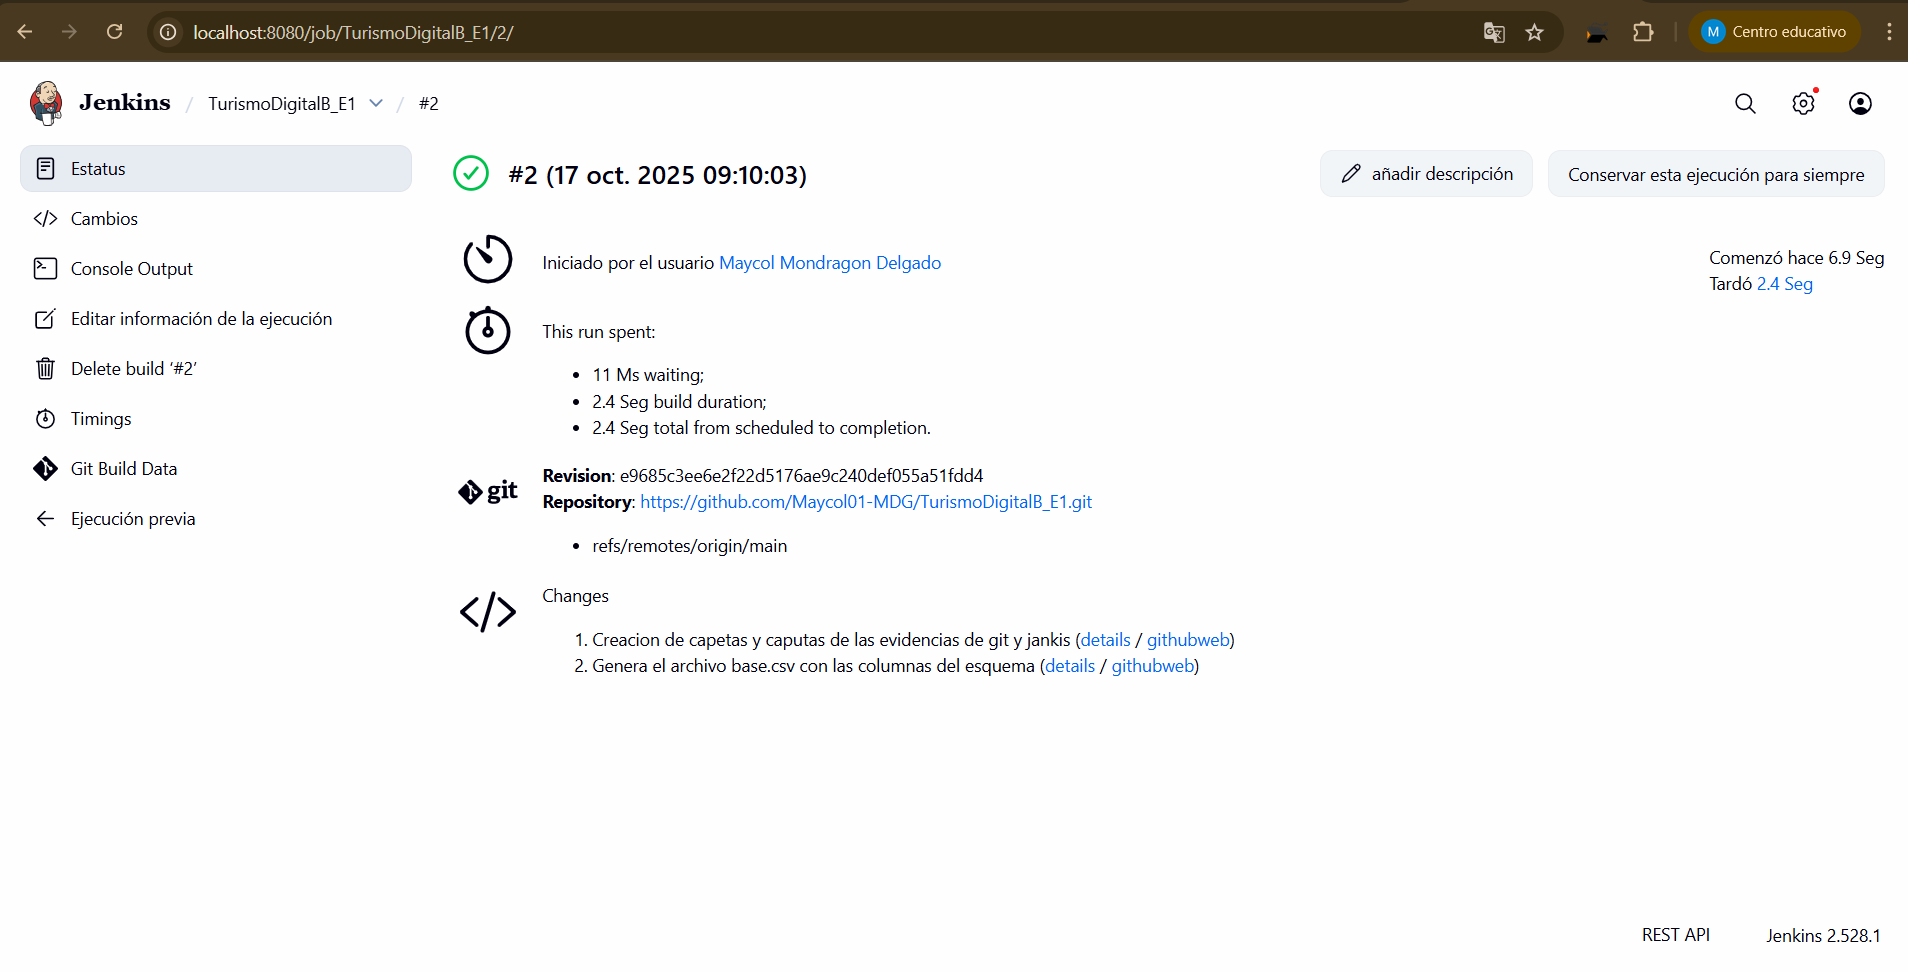 localhost:8080/job/TurismoDigitalB_E1/2/
M Centro educativo
Jenkins / TurismoDigitalB_E1 / #2
Estatus
Cambios
Console Output
Editar información de la ejecución
Delete build ‘#2’
Timings
Git Build Data
Ejecución previa
#2 (17 oct. 2025 09:10:03)
añadir descripción
Conservar esta ejecución para siempre
Iniciado por el usuario Maycol Mondragon Delgado
Comenzó hace 6.9 Seg
Tardó 2.4 Seg
This run spent:
11 Ms waiting;
2.4 Seg build duration;
2.4 Seg total from scheduled to completion.
git
Revision: e9685c3ee6e2f22d5176ae9c240def055a51fdd4
Repository: https://github.com/Maycol01-MDG/TurismoDigitalB_E1.git
refs/remotes/origin/main
Changes
1. Creacion de capetas y caputas de las evidencias de git y jankis (details / githubweb)
2. Genera el archivo base.csv con las columnas del esquema (details / githubweb)
REST API
Jenkins 2.528.1